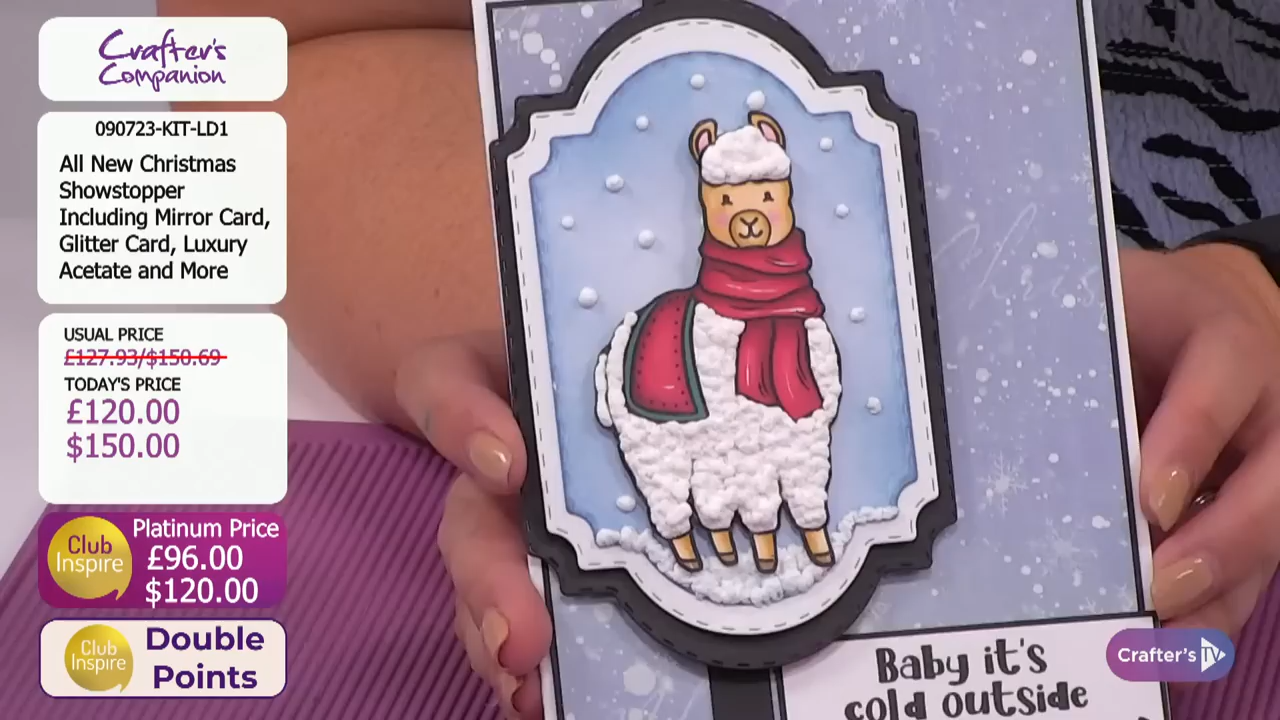 Crafter's
Companion
090723-KIT-LD1
All New Christmas
Showstopper
Including Mirror Card,
Glitter Card, Luxury
Acetate and More
USUAL PRICE
£127.93/$150.69
TODAY'S PRICE
£120.00
$150.00
Club
Inspire
Platinum Price
£96.00
$120.00
Club
Inspire
Double
Points
Baby it's
cold outside
Crafter's TV